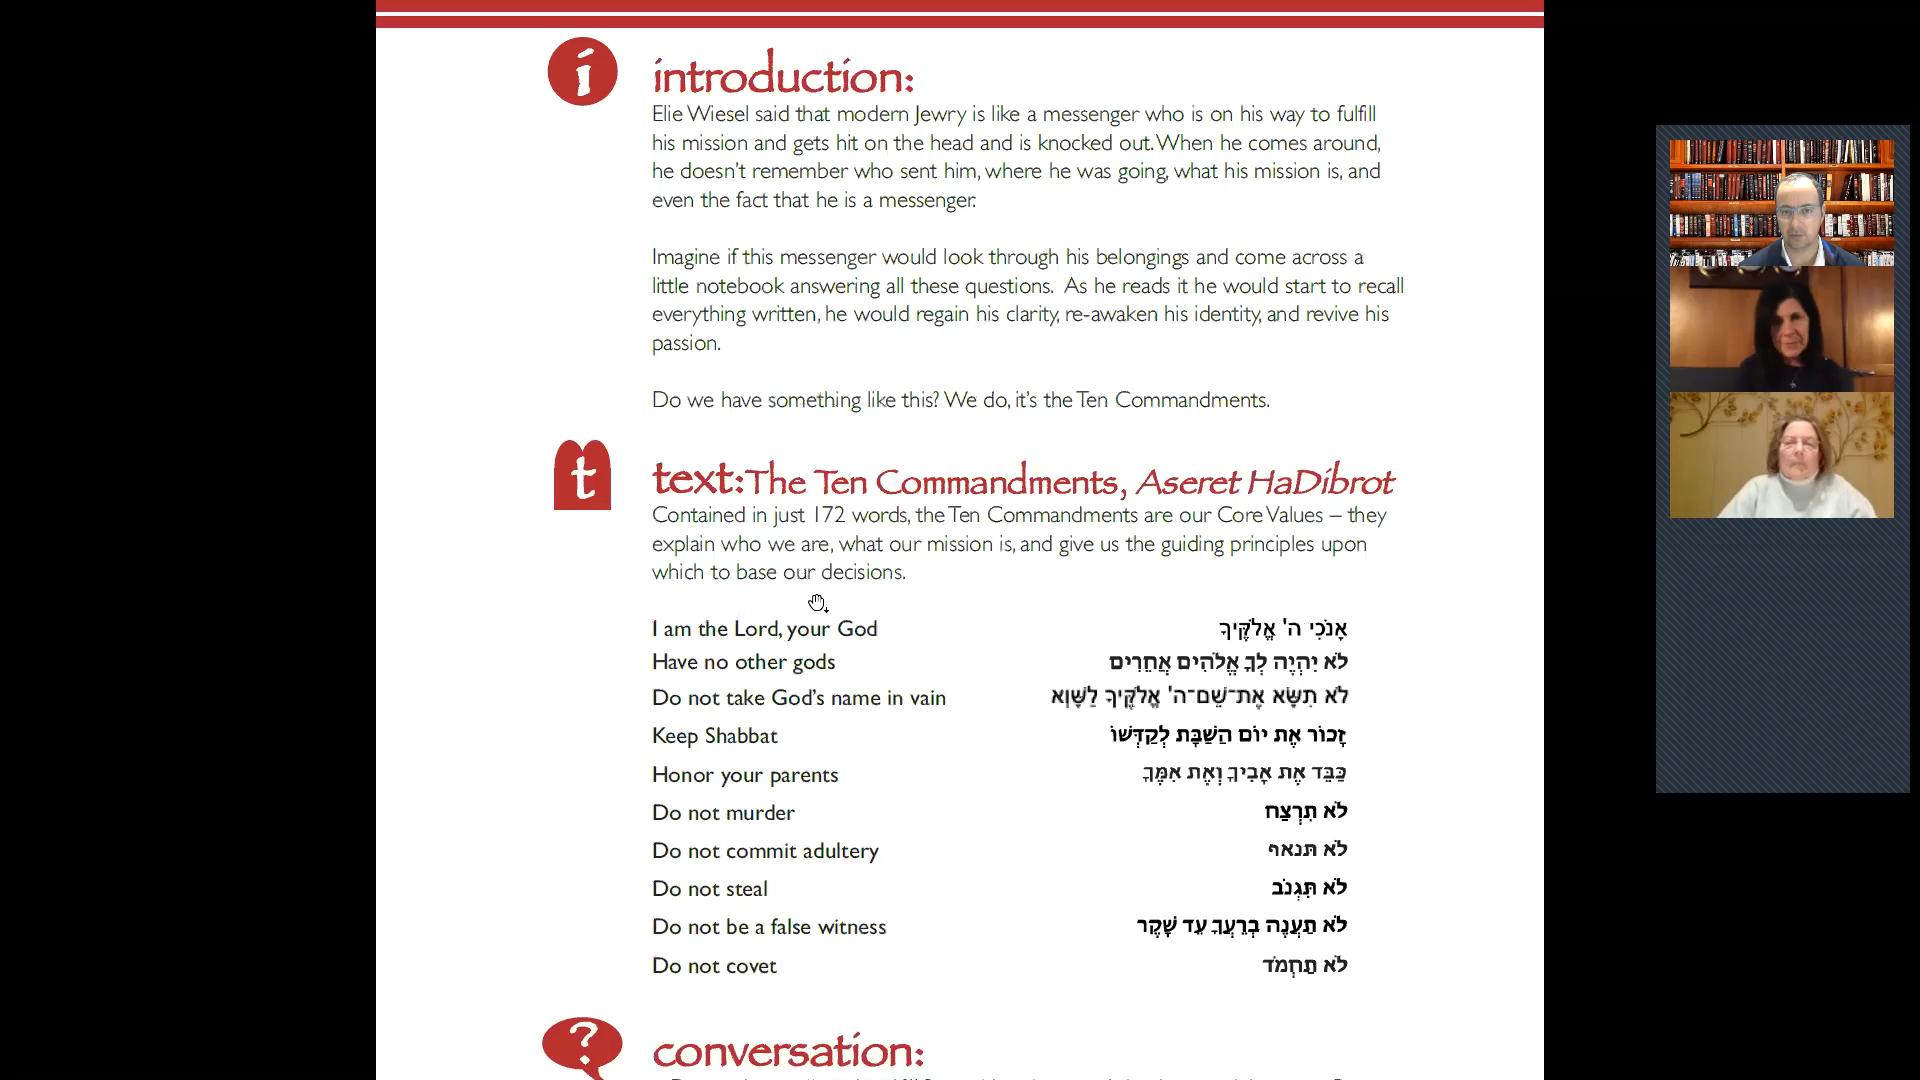 i
introduction:
Elie Wiesel said that modern Jewry is like a messenger who is on his way to fulfill
his mission and gets hit on the head and is knocked out. When he comes around,
he doesn't remember who sent him, where he was going, what his mission is, and
even the fact that he is a messenger.
Imagine if this messenger would look through his belongings and come across a
little notebook answering all these questions.  As he reads it he would start to recall
everything written, he would regain his clarity, re-awaken his identity, and revive his
passion.
Do we have something like this? We do, it's the Ten Commandments.
t
text: The Ten Commandments, Aseret HaDibrot
Contained in just 172 words, the Ten Commandments are our Core Values – they
explain who we are, what our mission is, and give us the guiding principles upon
which to base our decisions.
I am the Lord, your God אָנֹכִי ה' אֱלֹקֶיךָ
Have no other gods לֹא יִהְיֶה לְךָ אֱלֹהִים אֲחֵרִים
Do not take God's name in vain לֹא תִשָּׂא אֶת־שֵׁם־ה' אֱלֹקֶיךָ לַשָּׁוְא
Keep Shabbat זָכוֹר אֶת יוֹם הַשַּׁבָּת לְקַדְּשׁוֹ
Honor your parents כַּבֵּד אֶת אָבִיךָ וְאֶת אִמֶּךָ
Do not murder לֹא תִּרְצַח
Do not commit adultery לֹא תִּנאף
Do not steal לֹא תִּגְנֹב
Do not be a false witness לֹא תַעֲנֶה בְרֵעֲךָ עֵד שָׁקֶר
Do not covet לֹא תַחְמֹד
?
conversation: